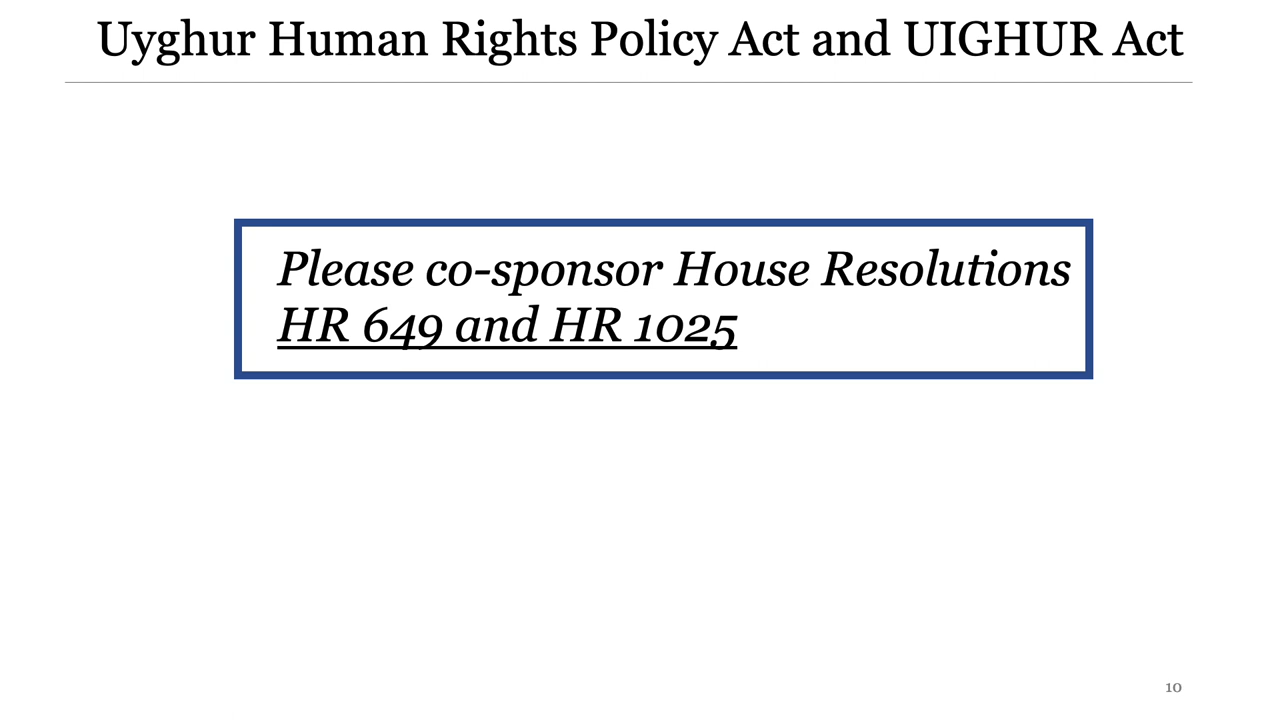 Uyghur Human Rights Policy Act and UIGHUR Act
Please co-sponsor House Resolutions
HR 649 and HR 1025
10